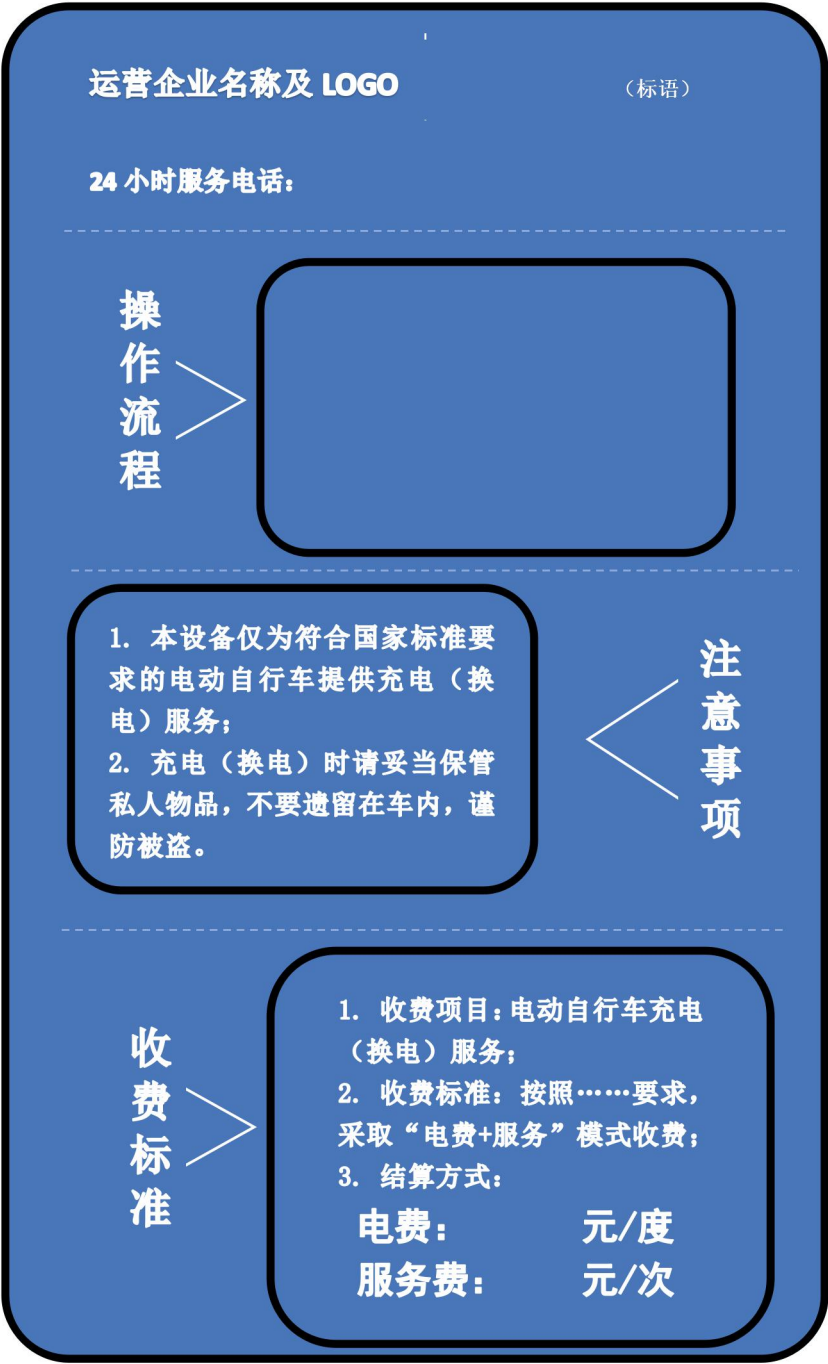 运营企业名称及 LOGO
（标语）
24 小时服务电话：
操作流程
1. 本设备仅为符合国家标准要
求的电动自行车提供充电（换
电）服务；
2. 充电（换电）时请妥当保管
私人物品，不要遗留在车内，谨
防被盗。
注意事项
收费标准
1. 收费项目：电动自行车充电
（换电）服务；
2. 收费标准：按照……要求，
采取“电费+服务”模式收费；
3. 结算方式：
电费： 元/度
服务费： 元/次